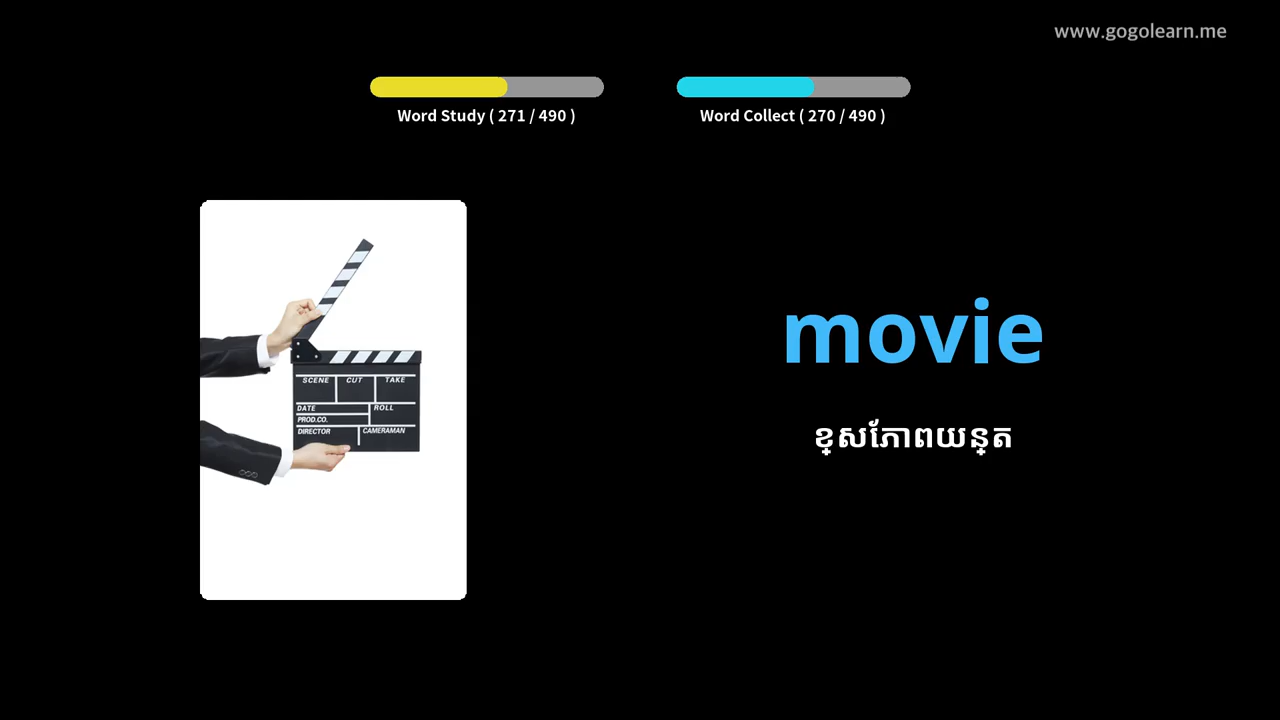 www.gogolearn.me
Word Study ( 271 / 490 )
Word Collect ( 270 / 490 )
SCENE CUT TAKE
DATE ROLL
PROD.CO.
DIRECTOR CAMERAMAN
movie
ខ្សែភាពយន្ត